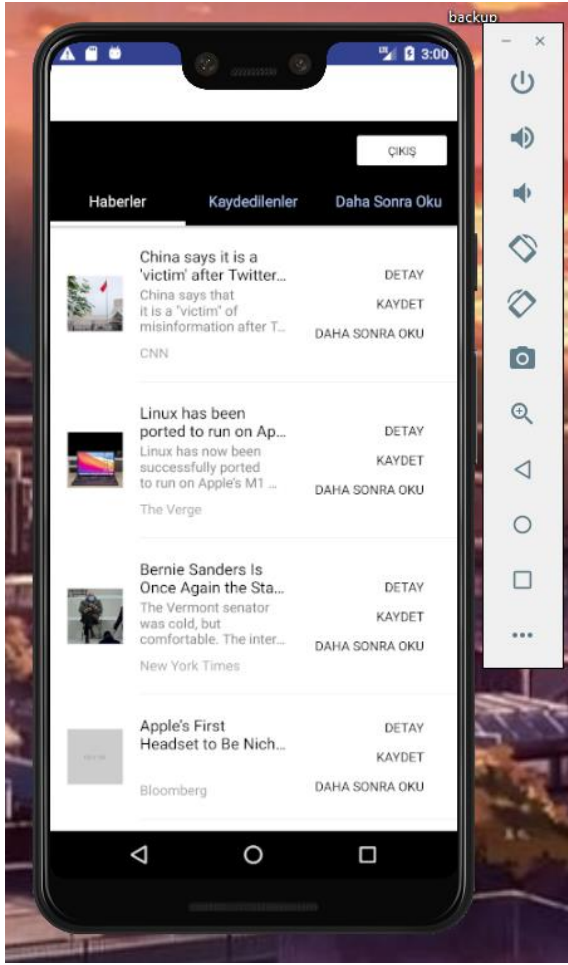 backup
LTE 3:00
ÇIKIŞ
Haberler Kaydedilenler Daha Sonra Oku
China says it is a
'victim' after Twitter...
China says that
it is a "victim" of
misinformation after T...
CNN
DETAY
KAYDET
DAHA SONRA OKU
Linux has been
ported to run on Ap...
Linux has now been
successfully ported
to run on Apple's M1 ...
The Verge
DETAY
KAYDET
DAHA SONRA OKU
Bernie Sanders Is
Once Again the Sta...
The Vermont senator
was cold, but
comfortable. The inter...
New York Times
DETAY
KAYDET
DAHA SONRA OKU
Apple's First
Headset to Be Nich...
Bloomberg
DETAY
KAYDET
DAHA SONRA OKU